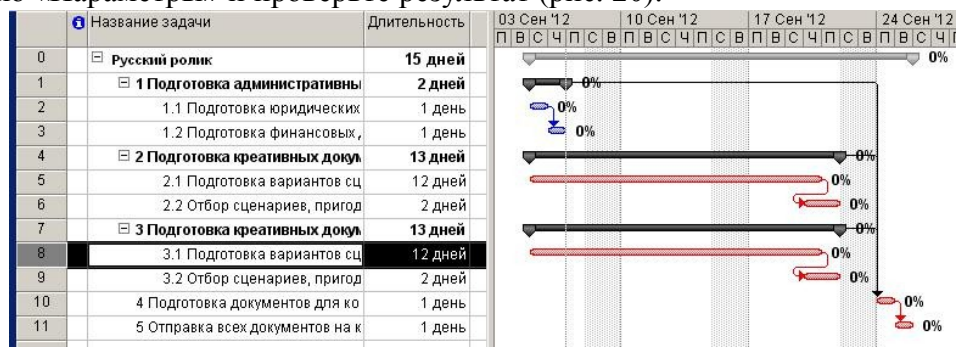 но «Параметры» и проверьте результат (рис. 20).
Название задачи Длительность 03 Сен '12 10 Сен '12 17 Сен '12 24 Сен '12
П В С Ч П С В П В С Ч П С В П В С Ч П С В П В С Ч П
0 Русский ролик 15 дней 0%
1 1 Подготовка административны 2 дней 0%
2 1.1 Подготовка юридических 1 день 0%
3 1.2 Подготовка финансовых, 1 день 0%
4 2 Подготовка креативных докум 13 дней 0%
5 2.1 Подготовка вариантов сц 12 дней 0%
6 2.2 Отбор сценариев, пригод 2 дней 0%
7 3 Подготовка креативных докум 13 дней 0%
8 3.1 Подготовка вариантов сц 12 дней 0%
9 3.2 Отбор сценариев, пригод 2 дней 0%
10 4 Подготовка документов для ко 1 день 0%
11 5 Отправка всех документов на к 1 день 0%